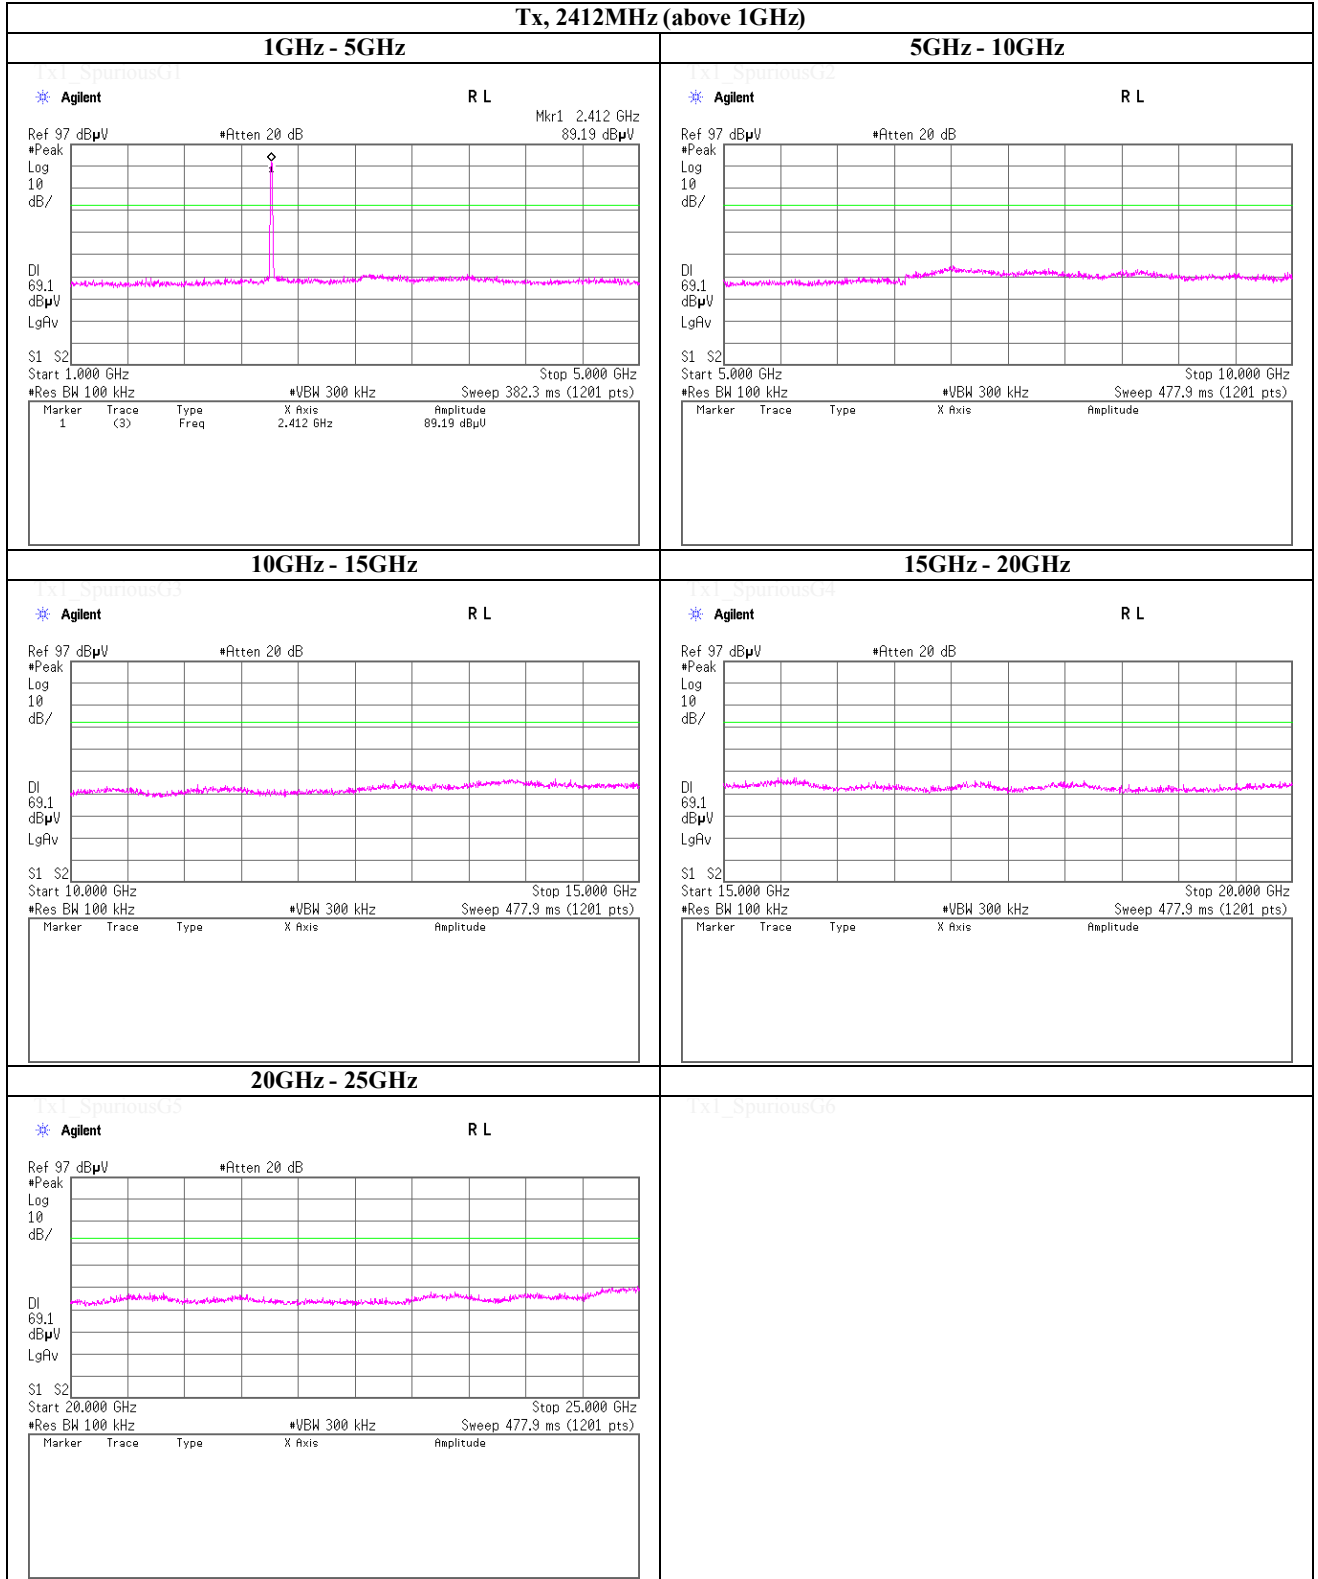 Tx, 2412MHz (above 1GHz)
1GHz - 5GHz
5GHz - 10GHz
Tx1_SpuriousG1
Agilent
R L
Mkr1 2.412 GHz
Ref 97 dBµV
#Atten 20 dB
89.19 dBµV
#Peak
Log
10
dB/
1
DI
69.1
dBµV
LgAv
S1 S2
Start 1.000 GHz
Stop 5.000 GHz
#Res BW 100 kHz
#VBW 300 kHz
Sweep 382.3 ms (1201 pts)
Marker Trace Type X Axis Amplitude
1 (3) Freq 2.412 GHz 89.19 dBµV
Tx1_SpuriousG2
Agilent
R L
Ref 97 dBµV
#Atten 20 dB
#Peak
Log
10
dB/
DI
69.1
dBµV
LgAv
S1 S2
Start 5.000 GHz
Stop 10.000 GHz
#Res BW 100 kHz
#VBW 300 kHz
Sweep 477.9 ms (1201 pts)
Marker Trace Type X Axis Amplitude
10GHz - 15GHz
15GHz - 20GHz
Tx1_SpuriousG3
Agilent
R L
Ref 97 dBµV
#Atten 20 dB
#Peak
Log
10
dB/
DI
69.1
dBµV
LgAv
S1 S2
Start 10.000 GHz
Stop 15.000 GHz
#Res BW 100 kHz
#VBW 300 kHz
Sweep 477.9 ms (1201 pts)
Marker Trace Type X Axis Amplitude
Tx1_SpuriousG4
Agilent
R L
Ref 97 dBµV
#Atten 20 dB
#Peak
Log
10
dB/
DI
69.1
dBµV
LgAv
S1 S2
Start 15.000 GHz
Stop 20.000 GHz
#Res BW 100 kHz
#VBW 300 kHz
Sweep 477.9 ms (1201 pts)
Marker Trace Type X Axis Amplitude
20GHz - 25GHz
Tx1_SpuriousG5
Agilent
R L
Ref 97 dBµV
#Atten 20 dB
#Peak
Log
10
dB/
DI
69.1
dBµV
LgAv
S1 S2
Start 20.000 GHz
Stop 25.000 GHz
#Res BW 100 kHz
#VBW 300 kHz
Sweep 477.9 ms (1201 pts)
Marker Trace Type X Axis Amplitude
Tx1_SpuriousG6